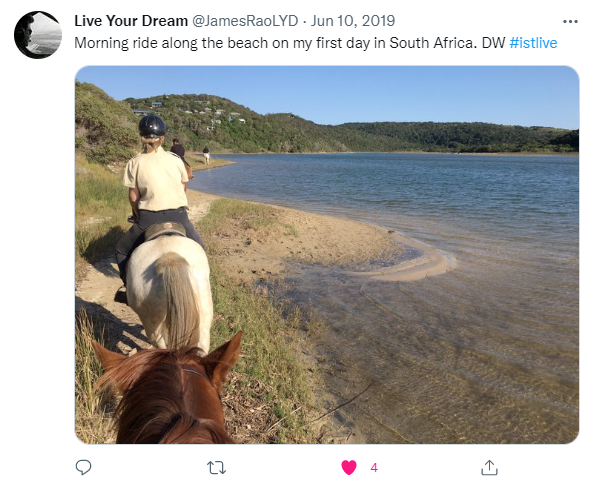 Live Your Dream @JamesRaoLYD · Jun 10, 2019
Morning ride along the beach on my first day in South Africa. DW #istlive
4